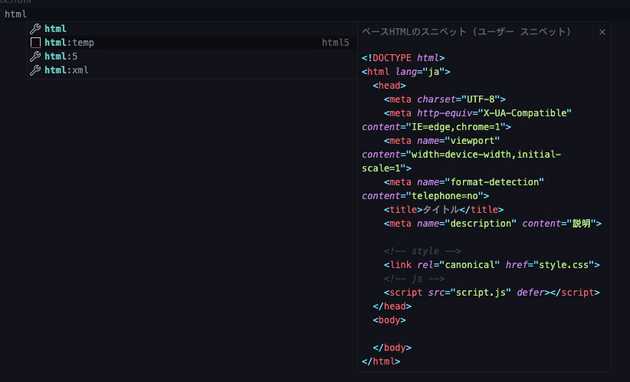 html
html
html:temp html5
html:5
html:xml
ベースHTMLのスニペット (ユーザー スニペット)
<!DOCTYPE html>
<html lang="ja">
<head>
<meta charset="UTF-8">
<meta http-equiv="X-UA-Compatible"
content="IE=edge,chrome=1">
<meta name="viewport"
content="width=device-width,initial-
scale=1">
<meta name="format-detection"
content="telephone=no">
<title>タイトル</title>
<meta name="description" content="説明">
<!-- style -->
<link rel="canonical" href="style.css">
<!-- js -->
<script src="script.js" defer></script>
</head>
<body>
</body>
</html>